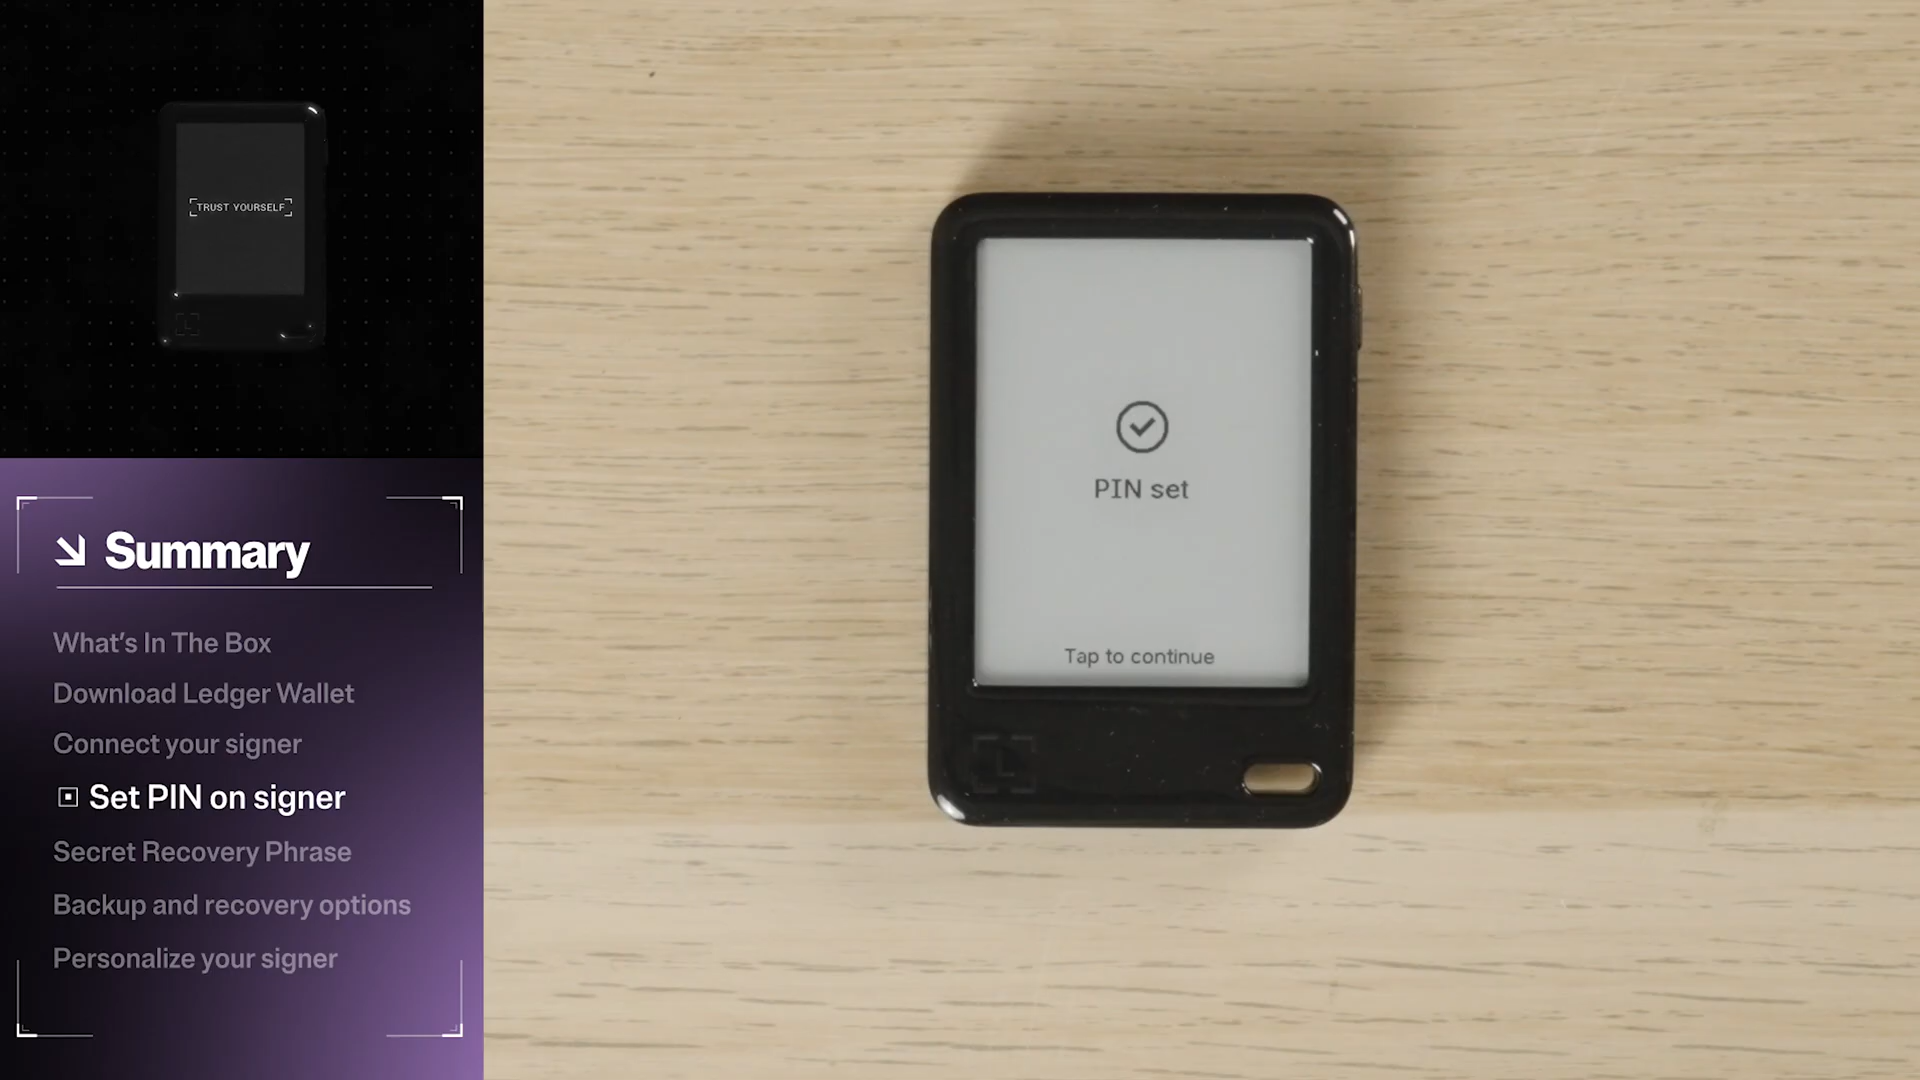 TRUST YOURSELF
Summary
What's In The Box
Download Ledger Wallet
Connect your signer
Set PIN on signer
Secret Recovery Phrase
Backup and recovery options
Personalize your signer
PIN set
Tap to continue